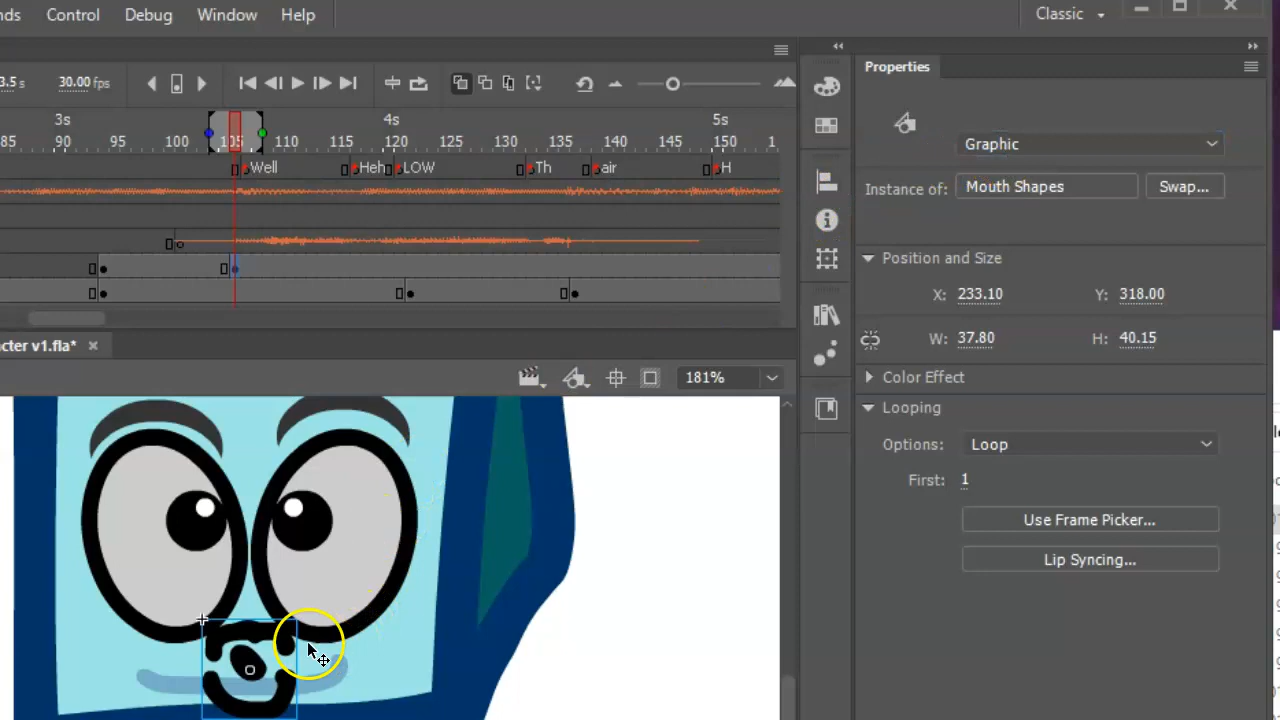 nds Control Debug Window Help
Classic
Properties
3.5 s 30.00 fps
3s 4s 5s
85 90 95 100 105 110 115 120 125 130 135 140 145 150 1
Well Heh LOW Th air H
Graphic
Instance of: Mouth Shapes Swap...
Position and Size
X: 233.10 Y: 318.00
W: 37.80 H: 40.15
cter v1.fla* ×
181%
Color Effect
Looping
Options: Loop
First: 1
Use Frame Picker...
Lip Syncing...